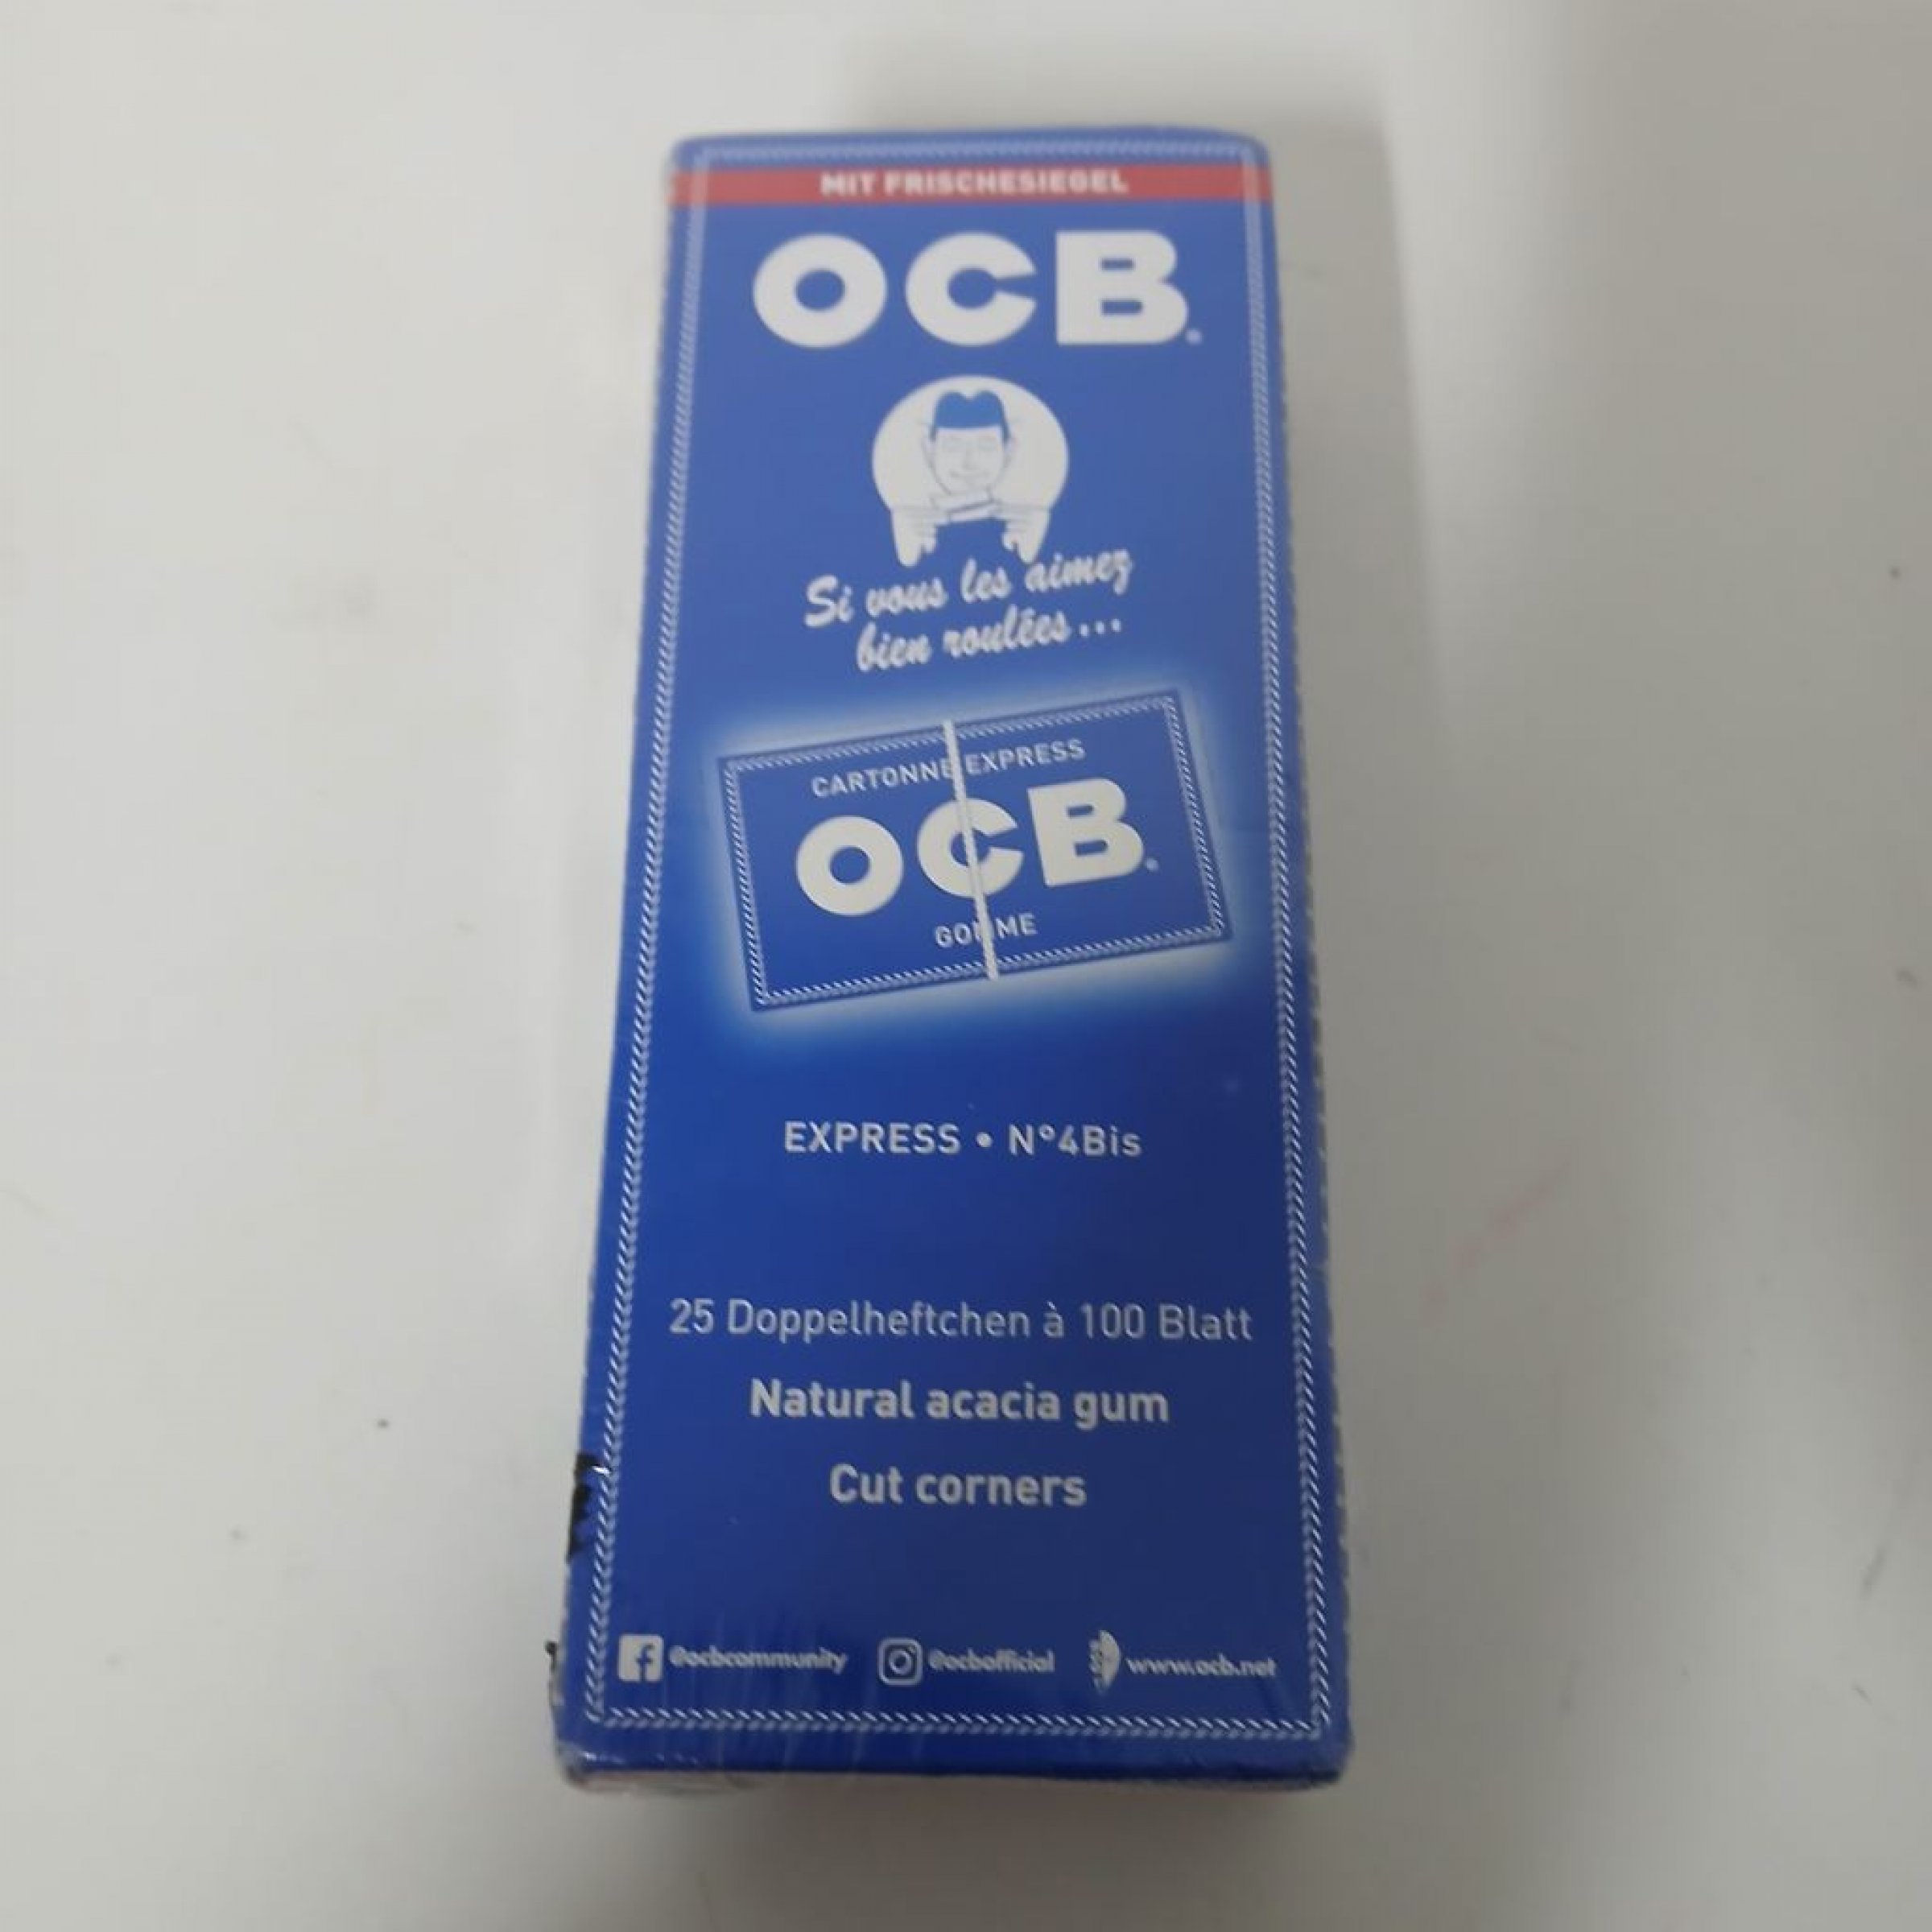 MIT FRISCHESIEGEL
OCB
Si vous les aimez
bien roulées...
CARTONNE EXPRESS
OCB
GOMME
EXPRESS • N°4Bis
25 Doppelheftchen à 100 Blatt
Natural acacia gum
Cut corners
@ocbcommunity @ocbofficial www.ocb.net